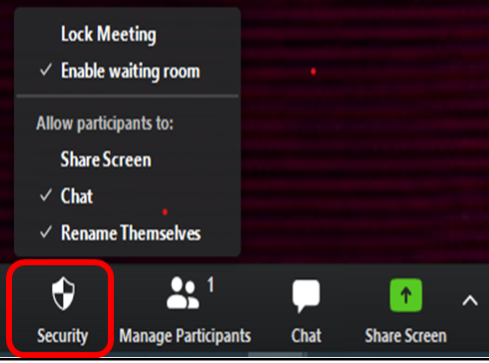 Lock Meeting
✓ Enable waiting room
Allow participants to:
Share Screen
✓ Chat
✓ Rename Themselves
1
Security Manage Participants Chat Share Screen